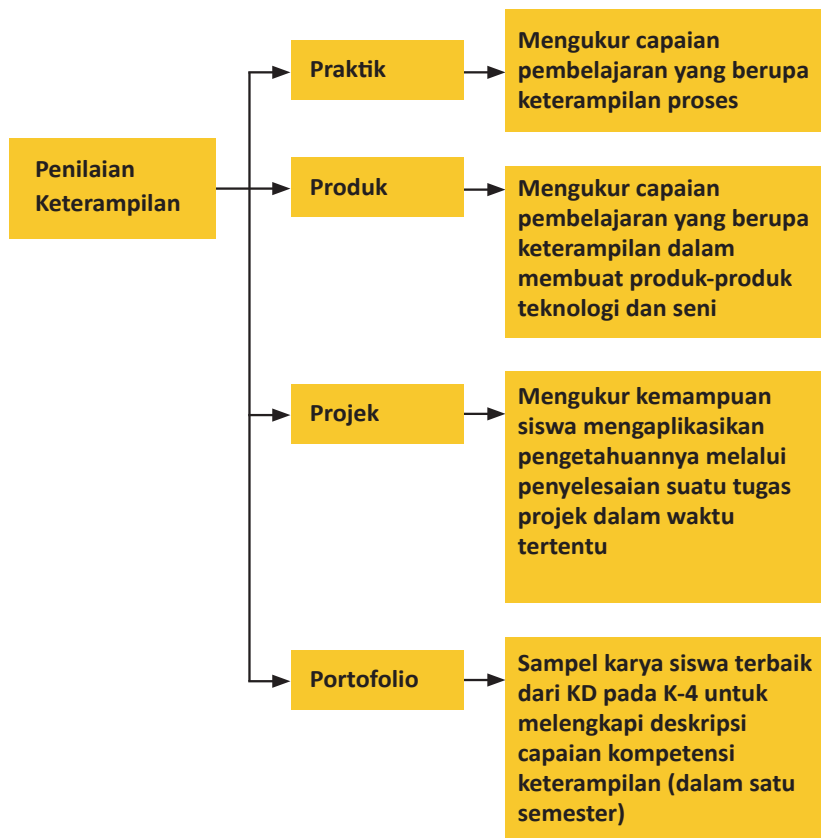 Penilaian
Keterampilan
Praktik
Mengukur capaian
pembelajaran yang berupa
keterampilan proses
Produk
Mengukur capaian
pembelajaran yang berupa
keterampilan dalam
membuat produk-produk
teknologi dan seni
Projek
Mengukur kemampuan
siswa mengaplikasikan
pengetahuannya melalui
penyelesaian suatu tugas
projek dalam waktu
tertentu
Portofolio
Sampel karya siswa terbaik
dari KD pada K-4 untuk
melengkapi deskripsi
capaian kompetensi
keterampilan (dalam satu
semester)